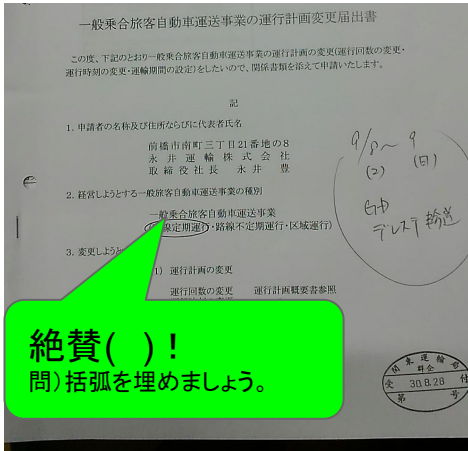 一般乗合旅客自動車運送事業の運行計画変更届出書
この度、下記のとおり一般乗合旅客自動車運送事業の運行計画の変更(運行回数の変更・
運行時刻の変更・運輸期間の設定)をしたいので、関係書類を添えて申請いたします。
記
1. 申請者の名称及び住所ならびに代表者氏名
前橋市南町三丁目21番地の8
永井運輸株式会社
取締役社長 永井 豊
2. 経営しようとする一般旅客自動車運送事業の種別
一般乗合旅客自動車運送事業
線定期運行・路線不定期運行・区域運行)
3. 変更しようと
1) 運行計画の変更
運行回数の変更 運行計画概要書参照
9/8~9
(日)
GD
デレステ輸送
絶賛( )!
問)括弧を埋めましょう。
関東運輸
群企
受 30.8.28 付
第 号